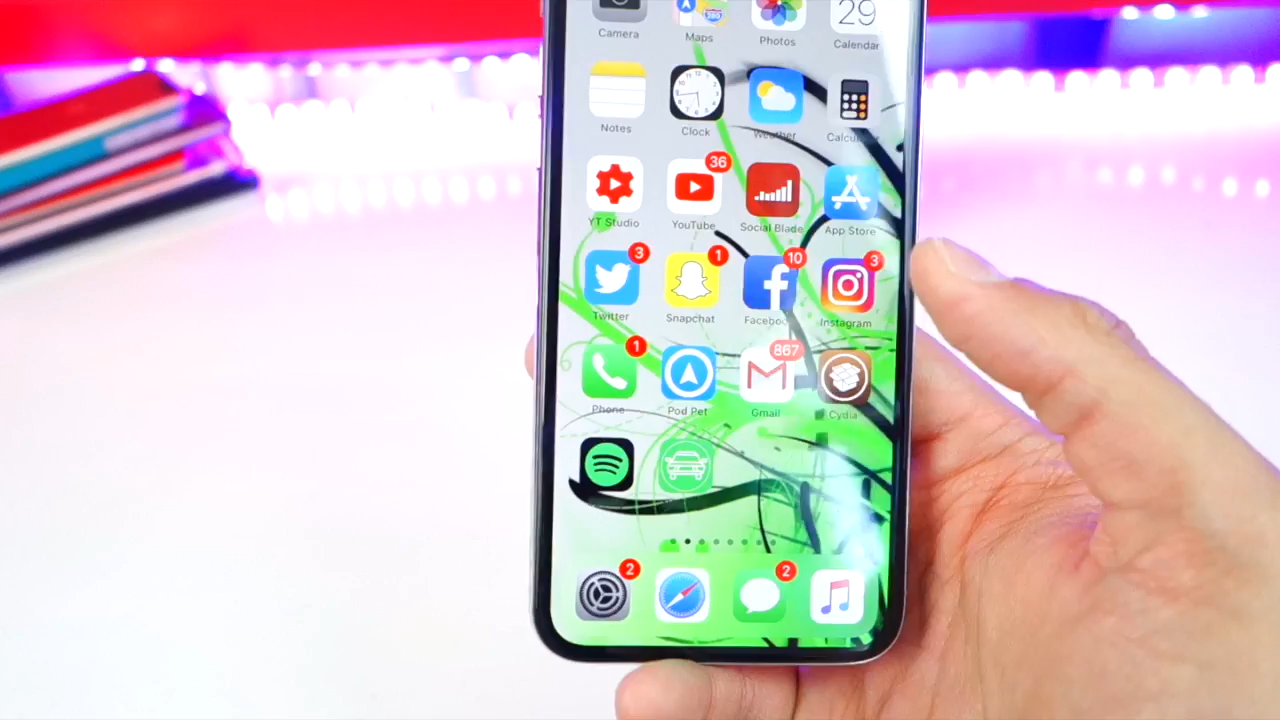 29
Camera Maps Photos Calendar
Notes Clock Weather
36
YT Studio YouTube Social Blade App Store
3 1 10 3
Twitter Snapchat Facebook Instagram
1 867
Phone Pod Pet Gmail Cydia
2 2